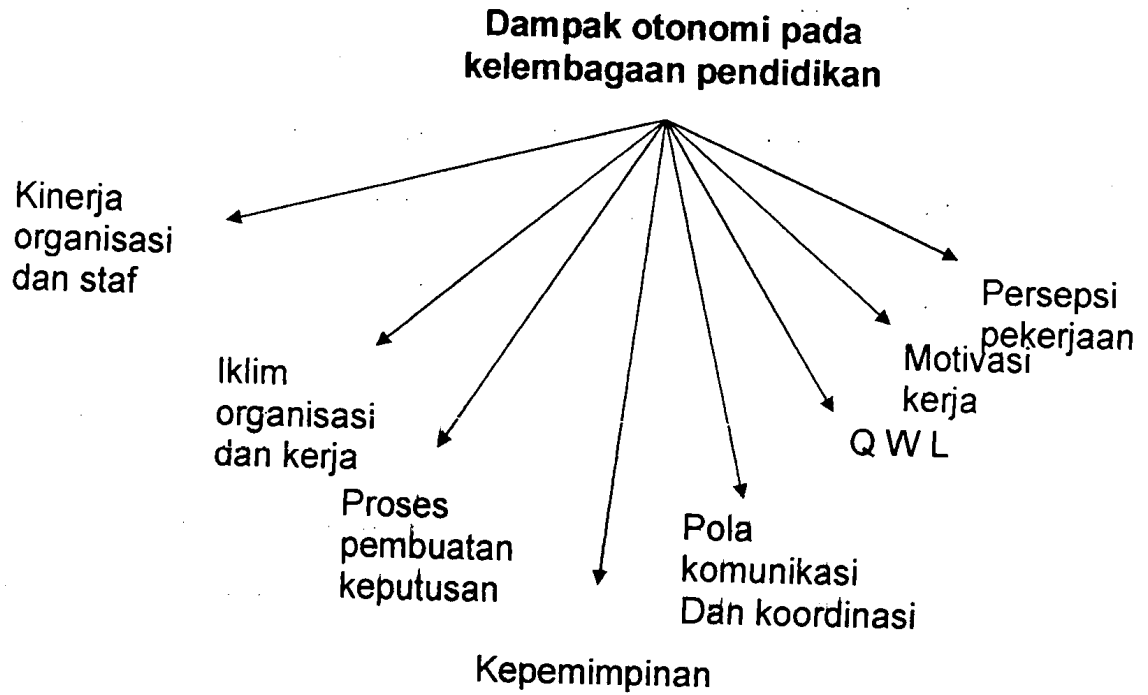 Dampak otonomi pada
kelembagaan pendidikan
Kinerja
organisasi
dan staf
Iklim
organisasi
dan kerja
Proses
pembuatan
keputusan
Kepemimpinan
Pola
komunikasi
Dan koordinasi
Q W L
Motivasi
kerja
Persepsi
pekerjaan